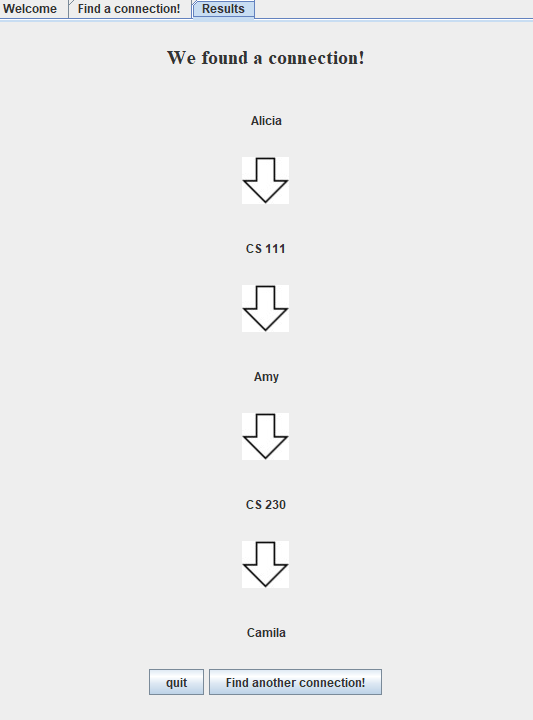 Welcome Find a connection! Results
We found a connection!
Alicia
CS 111
Amy
CS 230
Camila
quit Find another connection!